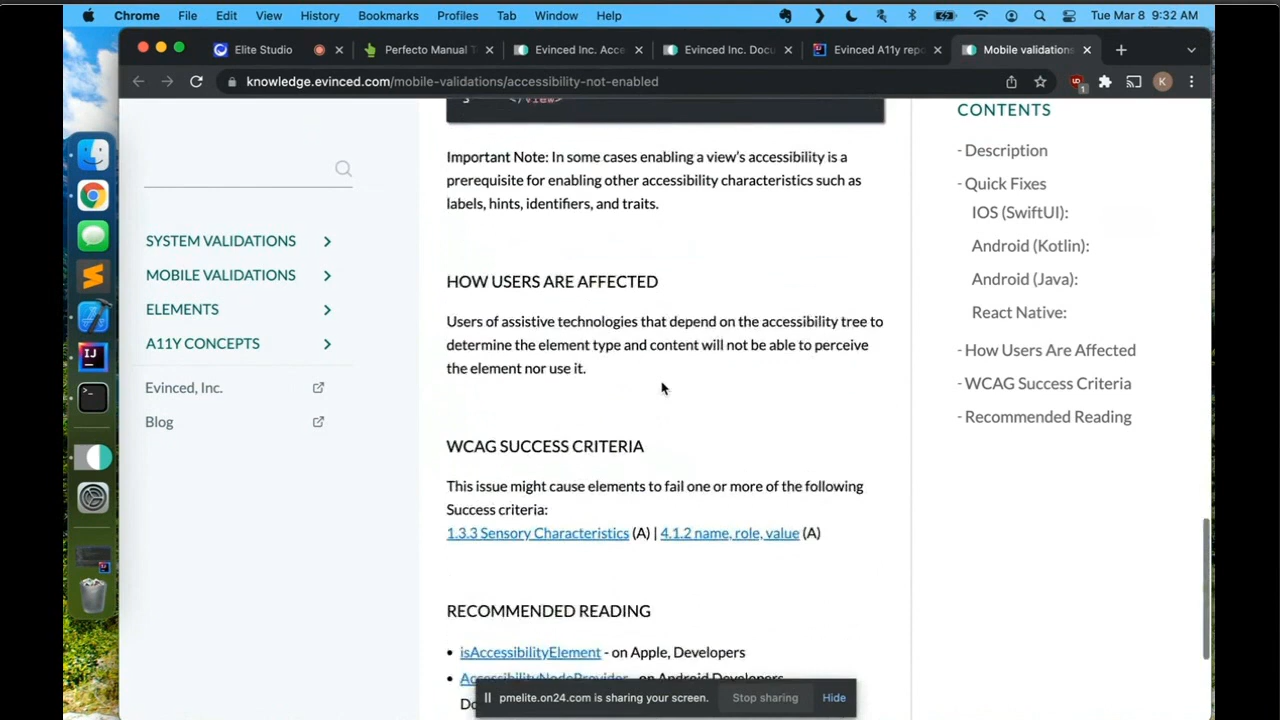 Chrome File Edit View History Bookmarks Profiles Tab Window Help Tue Mar 8 9:32 AM
Elite Studio Perfecto Manual Evinced Inc. Acce Evinced Inc. Docu Evinced A11y repo Mobile validations
knowledge.evinced.com/mobile-validations/accessibility-not-enabled
3 </view>
Important Note: In some cases enabling a view's accessibility is a
prerequisite for enabling other accessibility characteristics such as
labels, hints, identifiers, and traits.
SYSTEM VALIDATIONS
MOBILE VALIDATIONS
ELEMENTS
A11Y CONCEPTS
Evinced, Inc.
Blog
HOW USERS ARE AFFECTED
Users of assistive technologies that depend on the accessibility tree to
determine the element type and content will not be able to perceive
the element nor use it.
WCAG SUCCESS CRITERIA
This issue might cause elements to fail one or more of the following
Success criteria:
1.3.3 Sensory Characteristics (A) | 4.1.2 name, role, value (A)
RECOMMENDED READING
• isAccessibilityElement - on Apple, Developers
• AccessibilityNodeProvider - on Android Developers
CONTENTS
- Description
- Quick Fixes
IOS (SwiftUI):
Android (Kotlin):
Android (Java):
React Native:
- How Users Are Affected
- WCAG Success Criteria
- Recommended Reading
pmelite.on24.com is sharing your screen. Stop sharing Hide